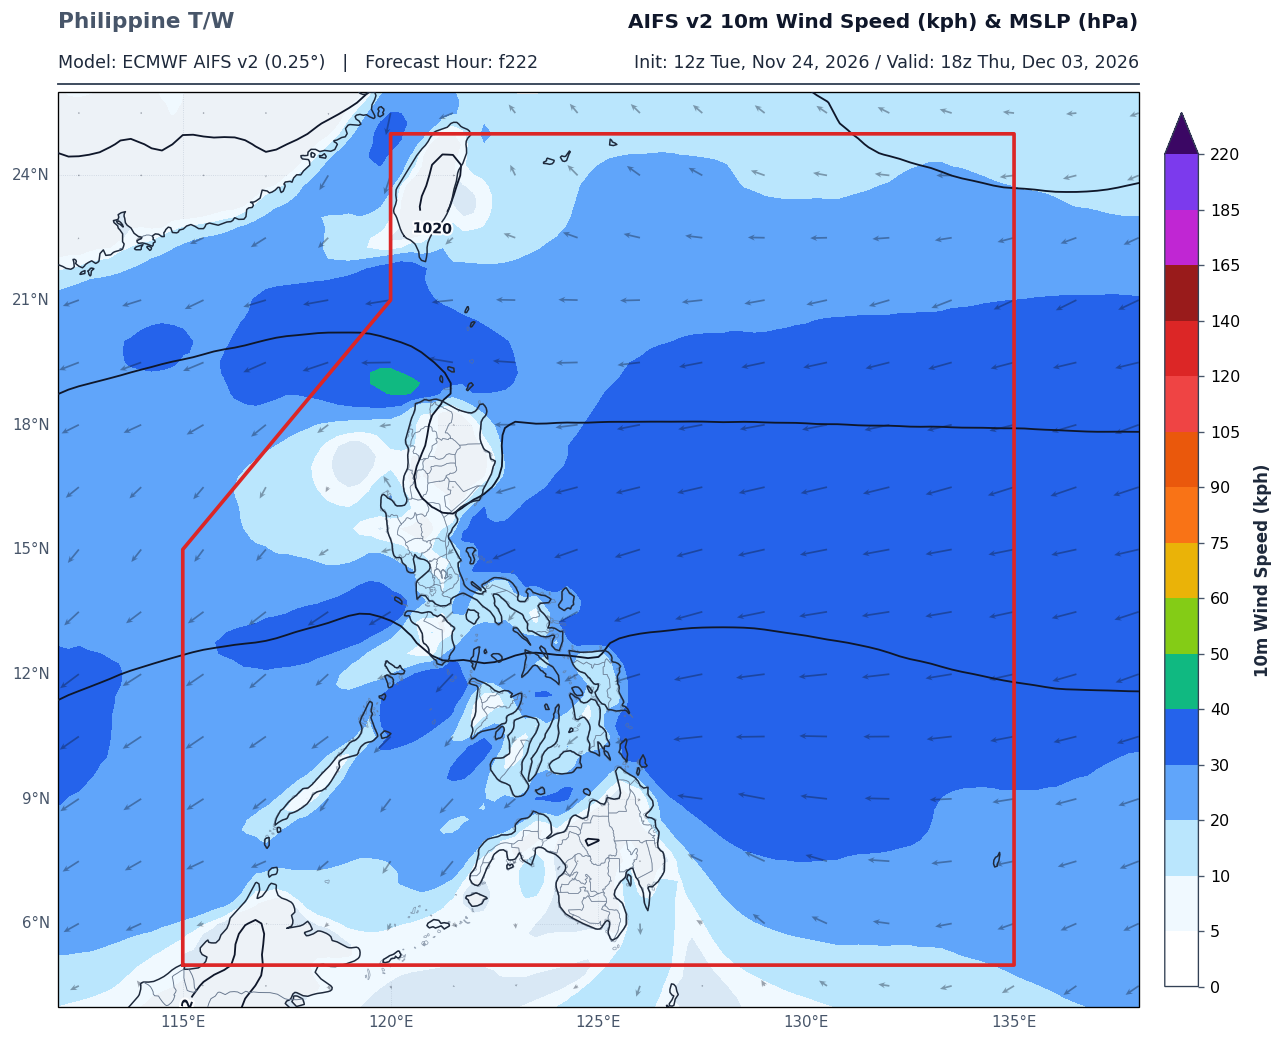 Philippine T/W
AIFS v2 10m Wind Speed (kph) & MSLP (hPa)
Model: ECMWF AIFS v2 (0.25°) | Forecast Hour: f222
Init: 12z Tue, Nov 24, 2026 / Valid: 18z Thu, Dec 03, 2026
24°N
21°N
18°N
15°N
12°N
9°N
6°N
1020
115°E
120°E
125°E
130°E
135°E
220
185
165
140
120
105
90
75
60
50
40
30
20
10
5
0
10m Wind Speed (kph)